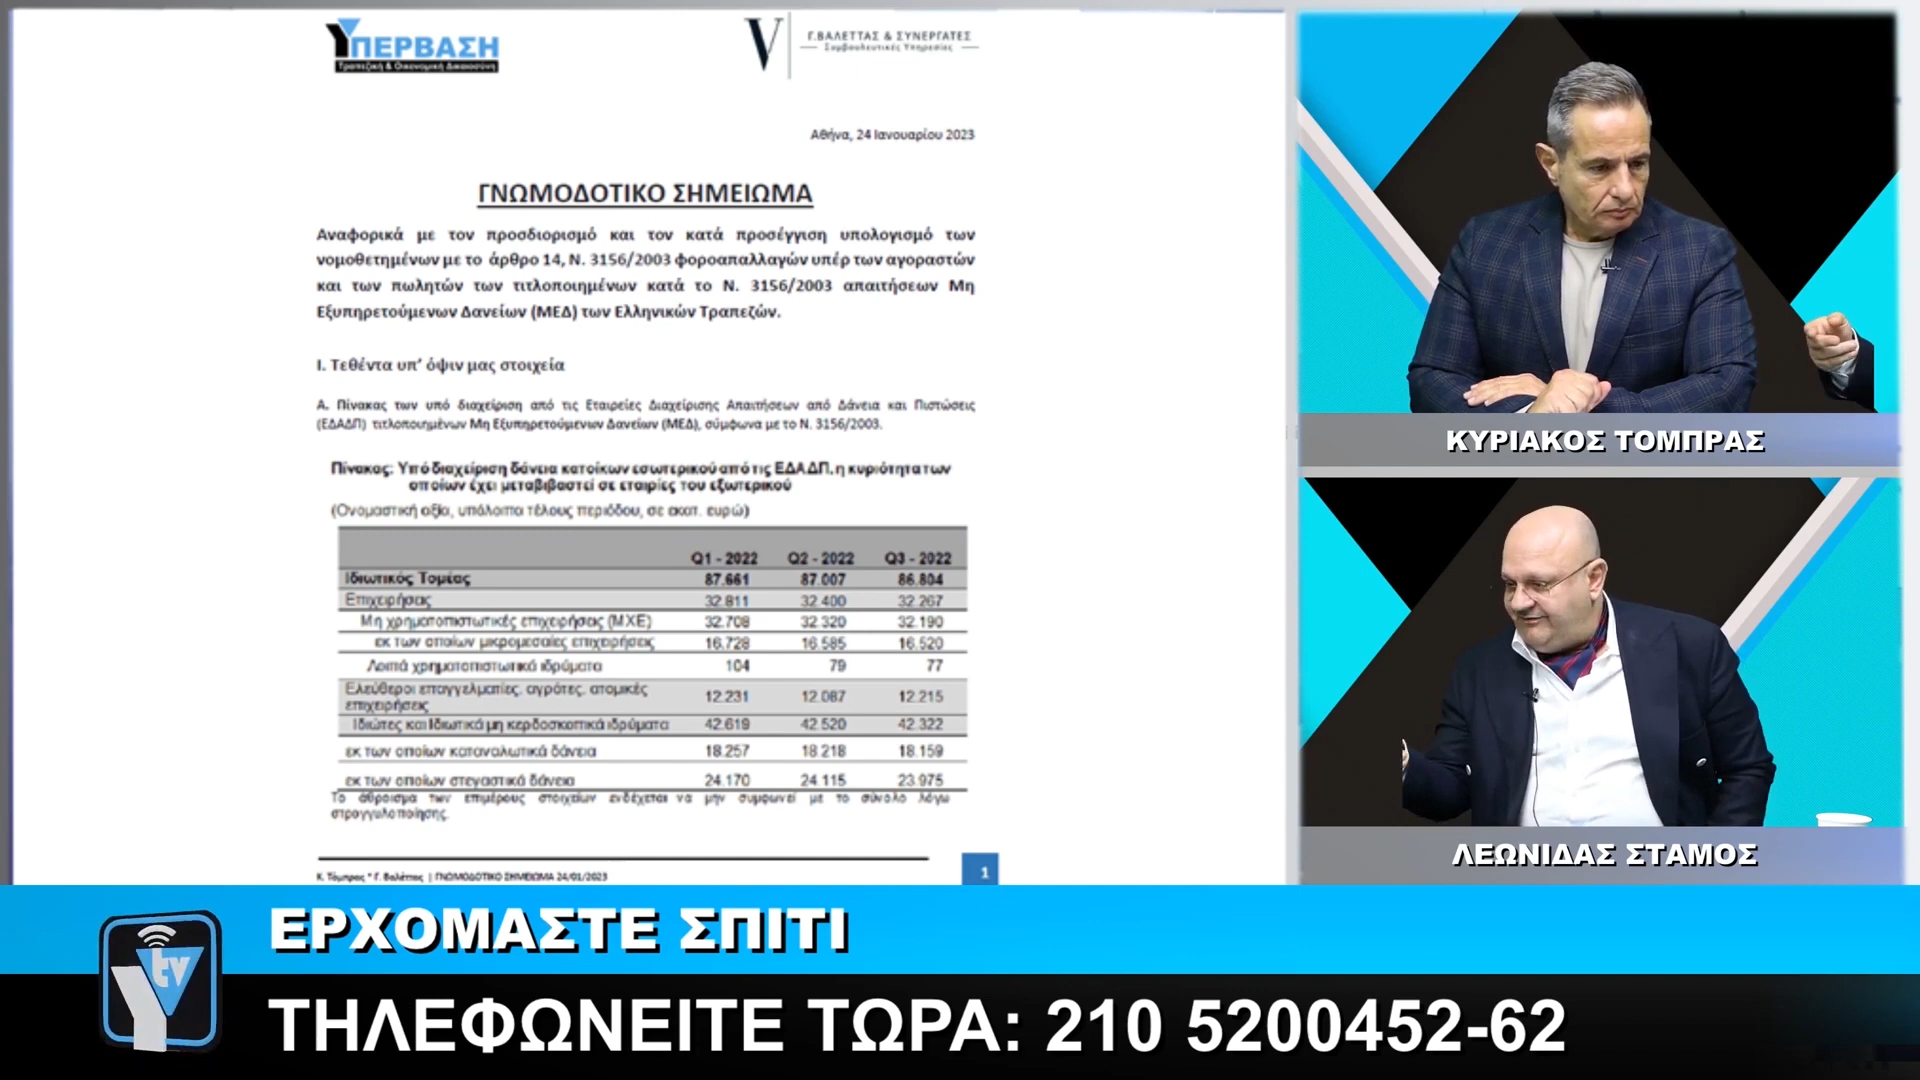 ΥΠΕΡΒΑΣΗ
Τραπεζική & Οικονομική Δικαιοσύνη
V
Γ.ΒΑΛΕΤΤΑΣ & ΣΥΝΕΡΓΑΤΕΣ
Συμβουλευτικές Υπηρεσίες
Αθήνα, 24 Ιανουαρίου 2023
ΓΝΩΜΟΔΟΤΙΚΟ ΣΗΜΕΙΩΜΑ
Αναφορικά με τον προσδιορισμό και τον κατά προσέγγιση υπολογισμό των
νομοθετημένων με το άρθρο 14, Ν. 3156/2003 φοροαπαλλαγών υπέρ των αγοραστών
και των πωλητών των τιτλοποιημένων κατά το Ν. 3156/2003 απαιτήσεων Μη
Εξυπηρετούμενων Δανείων (ΜΕΔ) των Ελληνικών Τραπεζών.
Ι. Τεθέντα υπ’ όψιν μας στοιχεία
Α. Πίνακας των υπό διαχείριση από τις Εταιρείες Διαχείρισης Απαιτήσεων από Δάνεια και Πιστώσεις
(ΕΔΑΔΠ) τιτλοποιημένων Μη Εξυπηρετούμενων Δανείων (ΜΕΔ), σύμφωνα με το Ν. 3156/2003.
Πίνακας: Υπό διαχείριση δάνεια κατοίκων εσωτερικού από τις ΕΔΑΔΠ, η κυριότητα των
οποίων έχει μεταβιβαστεί σε εταιρίες του εξωτερικού
(Ονομαστική αξία, υπόλοιπα τέλους περιόδου, σε εκατ. ευρώ)
Q1 - 2022 Q2 - 2022 Q3 - 2022
Ιδιωτικός Τομέας 87.661 87.007 86.804
Επιχειρήσεις 32.811 32.400 32.267
Μη χρηματοπιστωτικές επιχειρήσεις (ΜΧΕ) 32.708 32.320 32.190
εκ των οποίων μικρομεσαίες επιχειρήσεις 16.728 16.585 16.520
Λοιπά χρηματοπιστωτικά ιδρύματα 104 79 77
Ελεύθεροι επαγγελματίες, αγρότες, ατομικές
επιχειρήσεις 12.231 12.087 12.215
Ιδιώτες και Ιδιωτικά μη κερδοσκοπικά ιδρύματα 42.619 42.520 42.322
εκ των οποίων καταναλωτικά δάνεια 18.257 18.218 18.159
εκ των οποίων στεγαστικά δάνεια 24.170 24.115 23.975
Το άθροισμα των επιμέρους στοιχείων ενδέχεται να μην συμφωνεί με το σύνολο λόγω
στρογγυλοποίησης.
Κ. Τόμπρας * Γ. Βαλέττας | ΓΝΩΜΟΔΟΤΙΚΟ ΣΗΜΕΙΩΜΑ 24/01/2023
1
ΚΥΡΙΑΚΟΣ ΤΟΜΠΡΑΣ
ΛΕΩΝΙΔΑΣ ΣΤΑΜΟΣ
Υtv
ΕΡΧΟΜΑΣΤΕ ΣΠΙΤΙ
ΤΗΛΕΦΩΝΕΙΤΕ ΤΩΡΑ: 210 5200452-62